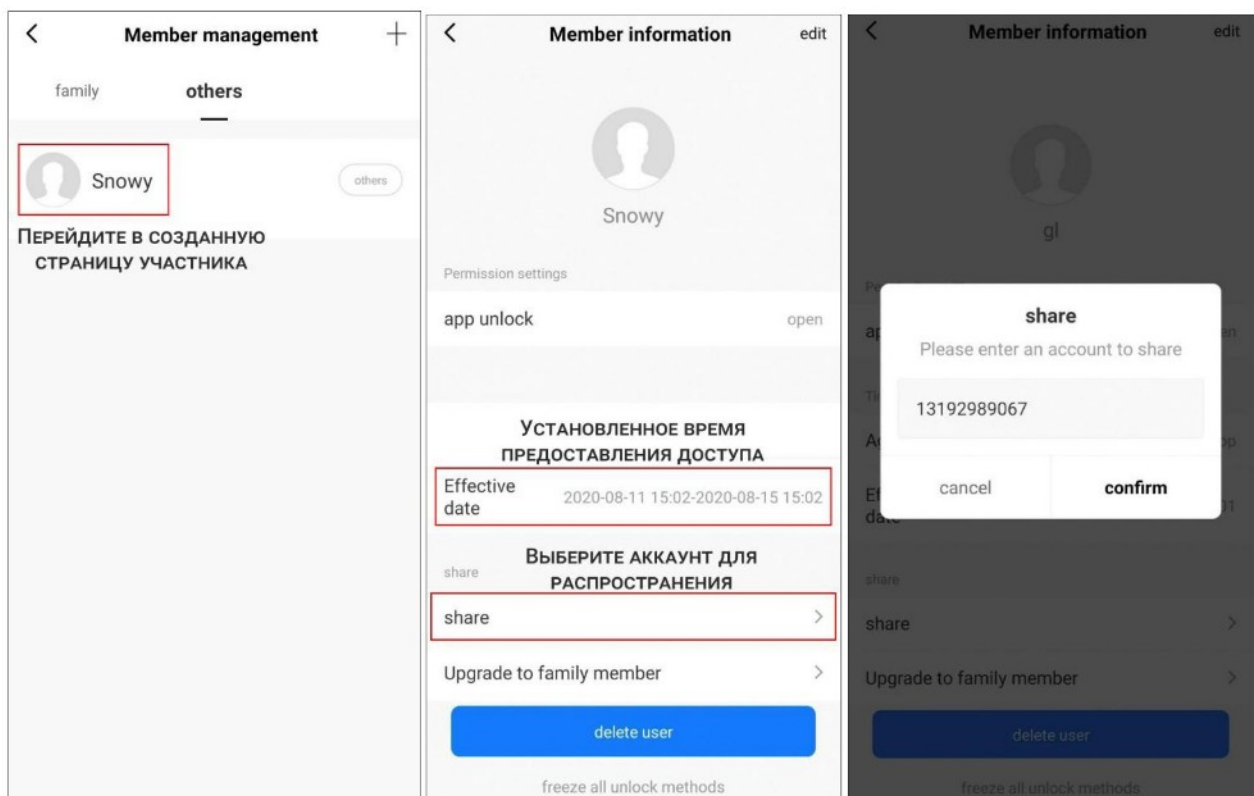 Member management
family
others
Snowy
others
ПЕРЕЙДИТЕ В СОЗДАННУЮ
СТРАНИЦУ УЧАСТНИКА
Member information
edit
Snowy
Permission settings
app unlock
open
УСТАНОВЛЕННОЕ ВРЕМЯ
ПРЕДОСТАВЛЕНИЯ ДОСТУПА
Effective
date
2020-08-11 15:02-2020-08-15 15:02
ВЫБЕРИТЕ АККАУНТ ДЛЯ
РАСПРОСТРАНЕНИЯ
share
share
Upgrade to family member
delete user
freeze all unlock methods
Member information
edit
gl
share
Please enter an account to share
13192989067
cancel
confirm
share
share
Upgrade to family member
delete user
freeze all unlock methods